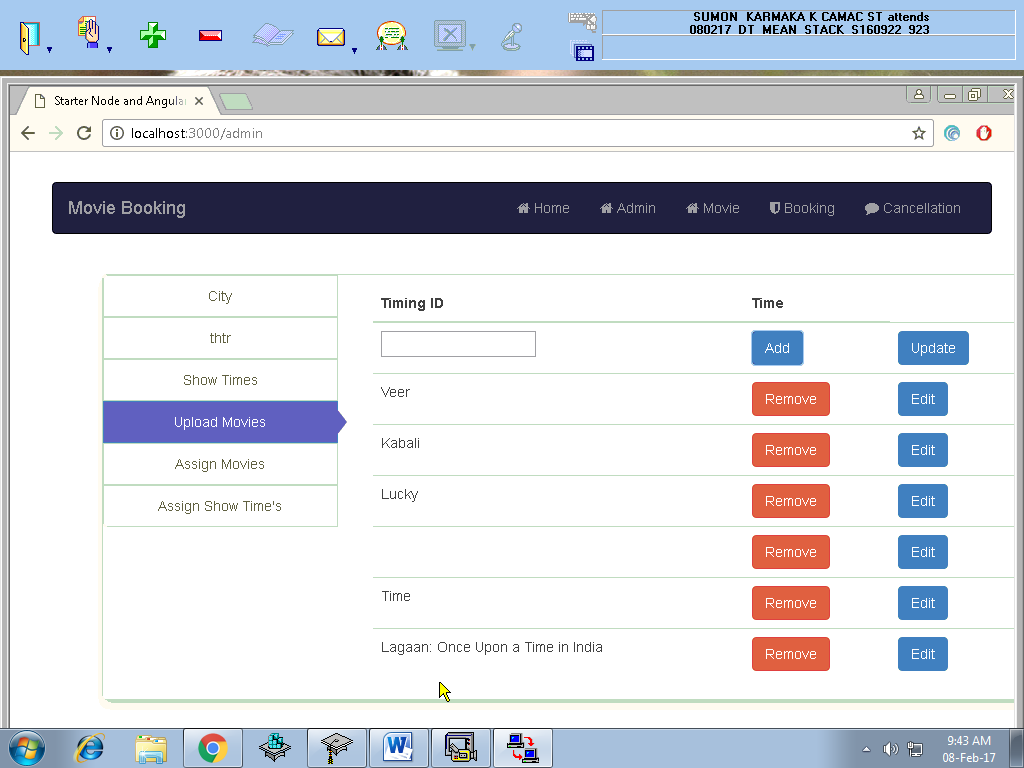 SUMON KARMAKA K CAMAC ST attends
080217 DT MEAN STACK S160922 923
Starter Node and Angula
localhost:3000/admin
Movie Booking
Home
Admin
Movie
Booking
Cancellation
City
thtr
Show Times
Upload Movies
Assign Movies
Assign Show Time's
Timing ID
Time
Add
Update
Veer
Remove
Edit
Kabali
Remove
Edit
Lucky
Remove
Edit
Remove
Edit
Time
Remove
Edit
Lagaan: Once Upon a Time in India
Remove
Edit
9:43 AM
08-Feb-17